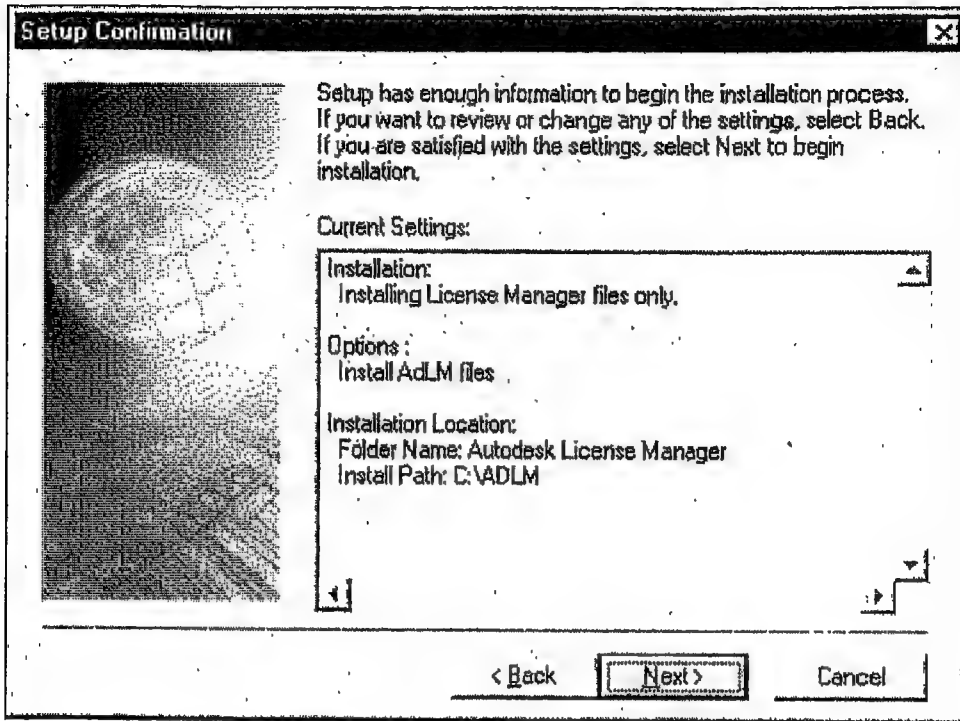 Setup Confirmation
Setup has enough information to begin the installation process.
If you want to review or change any of the settings, select Back.
If you are satisfied with the settings, select Next to begin
installation.
Current Settings:
Installation:
Installing License Manager files only.
Options :
Install AdLM files
Installation Location:
Folder Name: Autodesk License Manager
Install Path: C:\ADLM
< Back
Next >
Cancel